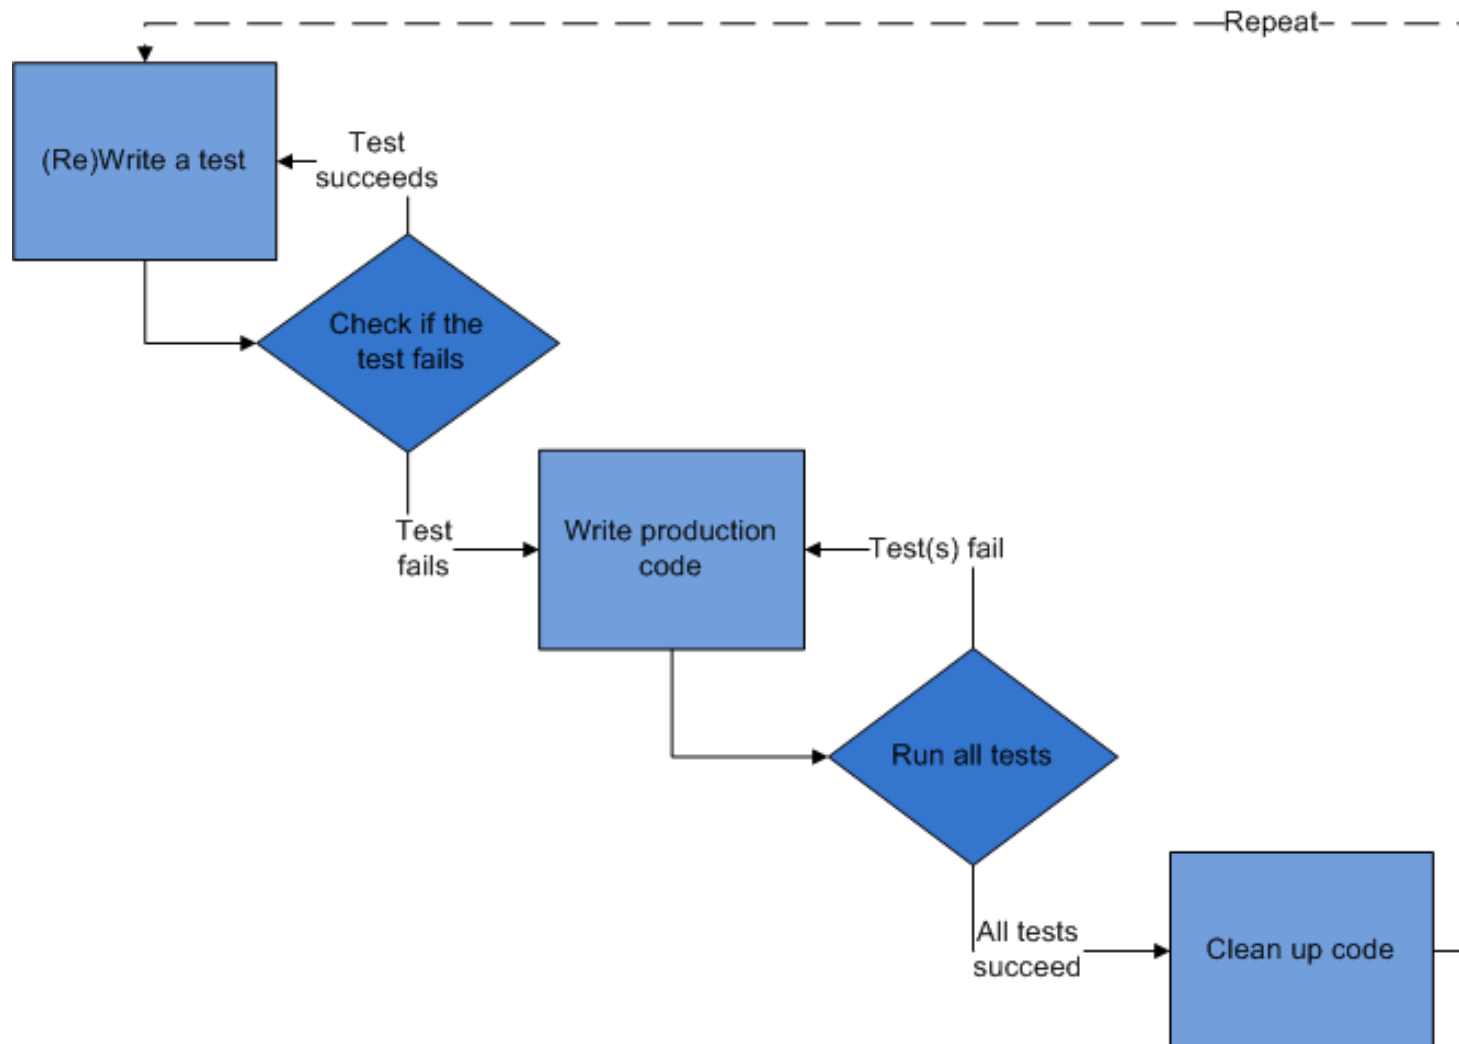 Repeat
(Re)Write a test
Test
succeeds
Check if the
test fails
Test
fails
Write production
code
Test(s) fail
Run all tests
All tests
succeed
Clean up code